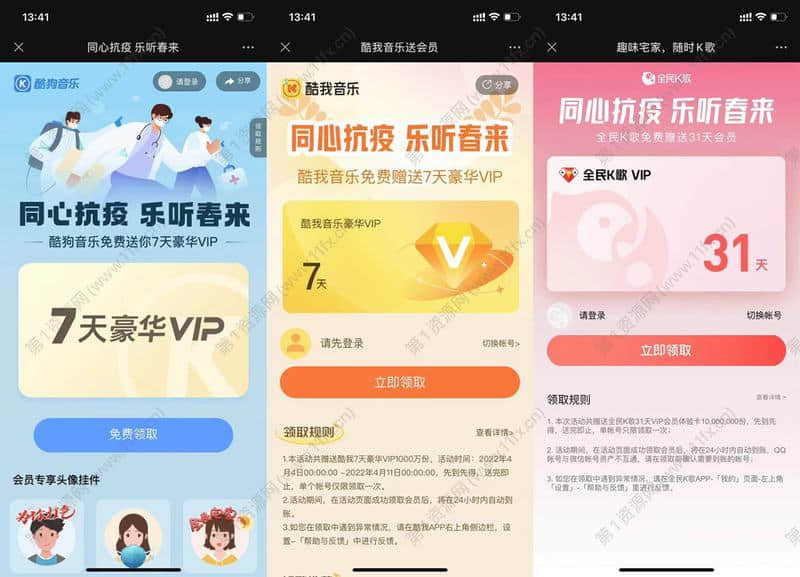 13:41
同心抗疫 乐听春来
酷狗音乐
请登录
分享
领取规则
同心抗疫 乐听春来
酷狗音乐免费送你7天豪华VIP
7天豪华VIP
免费领取
会员专享头像挂件
为你打包
13:41
酷我音乐送会员
酷我音乐
分享
同心抗疫 乐听春来
酷我音乐免费赠送7天豪华VIP
酷我音乐豪华VIP
7天
V
请先登录
切换帐号>
立即领取
领取规则
查看详情>
1.本活动共赠送酷我7天豪华VIP1000万份，活动时间：2022年
4月4日00:00:00 ~2022年4月11日00:00:00，先到先得，送完即
止，单个帐号仅限领取一次。
2.活动期间，在活动页面成功领取会员后，将在24小时内自动到
账。
3.如您在领取中遇到异常情况，请在酷我APP右上角侧边栏，设
置--「帮助与反馈」中进行反馈。
13:41
趣味宅家，随时K歌
全民K歌
同心抗疫 乐听春来
全民K歌免费赠送31天会员
全民K歌 VIP
31天
请登录
切换帐号
立即领取
领取规则
查看详情 >
1. 本次活动共赠送全民K歌31天VIP会员体验卡10,000,000份，先到先
得，送完即止，单帐号只限领取一次；
2. 活动期间，在活动页面成功领取会员后，将在24小时内自动到账，QQ
帐号与微信帐号资产不互通，请在领取前确认需要到账的帐号；
3. 如您在领取中遇到异常情况，请在全民K歌APP-「我的」页面-左上角
「设置」-「帮助与反馈」里进行反馈。
第1资源网(www.11fx.cn)